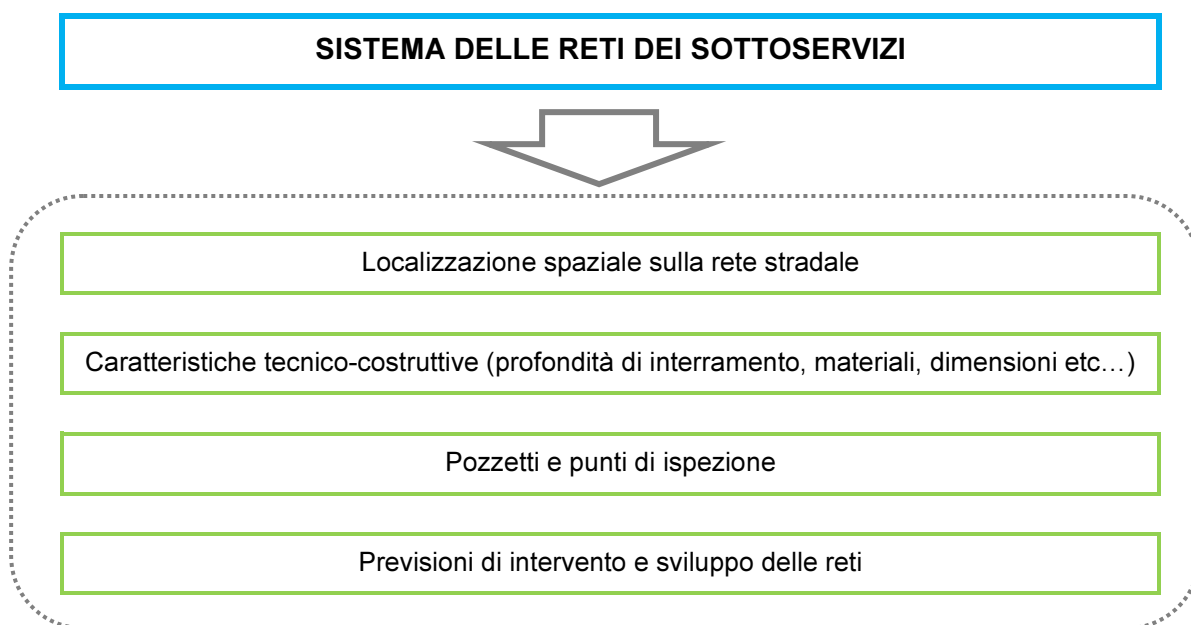 SISTEMA DELLE RETI DEI SOTTOSERVIZI
Localizzazione spaziale sulla rete stradale
Caratteristiche tecnico-costruttive (profondità di interramento, materiali, dimensioni etc…)
Pozzetti e punti di ispezione
Previsioni di intervento e sviluppo delle reti